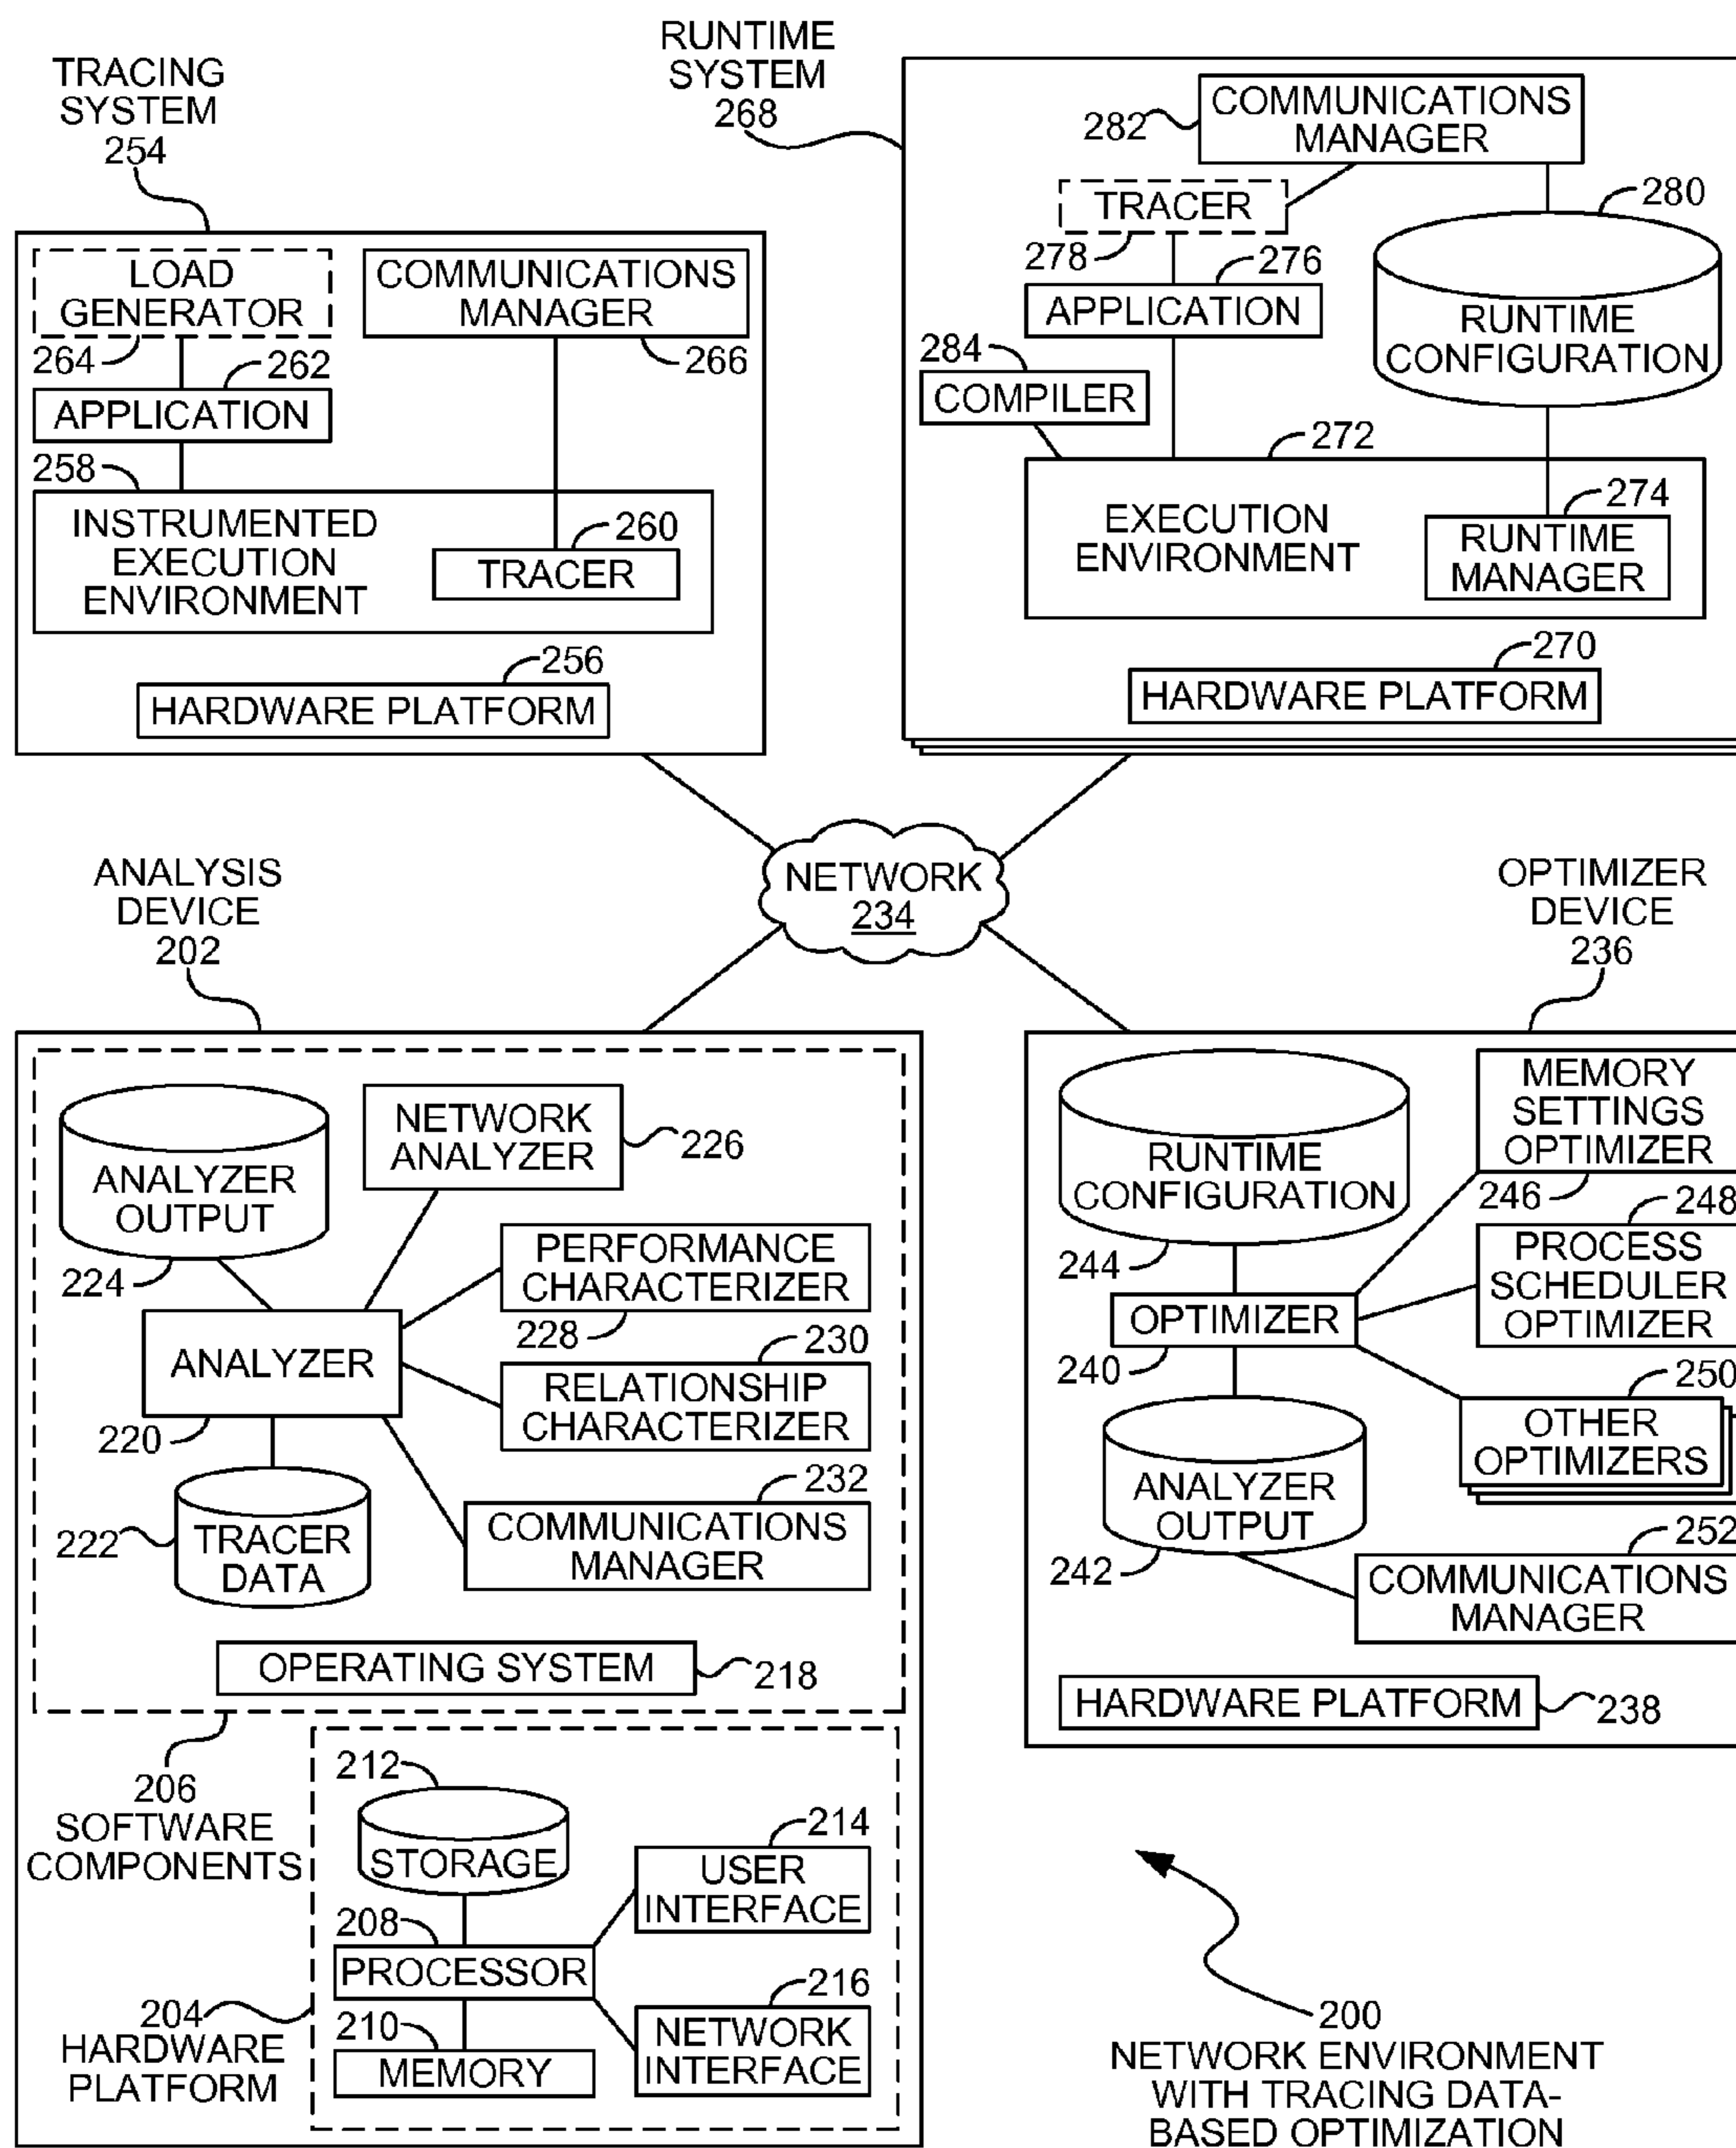 TRACING
SYSTEM
254
LOAD
GENERATOR
264
COMMUNICATIONS
MANAGER
266
262
APPLICATION
258
INSTRUMENTED
EXECUTION
ENVIRONMENT
260
TRACER
256
HARDWARE PLATFORM
RUNTIME
SYSTEM
268
282
COMMUNICATIONS
MANAGER
TRACER
278
280
276
APPLICATION
RUNTIME
CONFIGURATION
284
COMPILER
272
EXECUTION
ENVIRONMENT
274
RUNTIME
MANAGER
270
HARDWARE PLATFORM
NETWORK
234
ANALYSIS
DEVICE
202
ANALYZER
OUTPUT
224
NETWORK
ANALYZER
226
PERFORMANCE
CHARACTERIZER
228
ANALYZER
220
230
RELATIONSHIP
CHARACTERIZER
222
TRACER
DATA
232
COMMUNICATIONS
MANAGER
OPERATING SYSTEM
218
206
SOFTWARE
COMPONENTS
212
STORAGE
214
USER
INTERFACE
208
PROCESSOR
204
HARDWARE
PLATFORM
210
MEMORY
216
NETWORK
INTERFACE
OPTIMIZER
DEVICE
236
RUNTIME
CONFIGURATION
244
MEMORY
SETTINGS
OPTIMIZER
246
248
PROCESS
SCHEDULER
OPTIMIZER
OPTIMIZER
240
250
OTHER
OPTIMIZERS
ANALYZER
OUTPUT
242
252
COMMUNICATIONS
MANAGER
HARDWARE PLATFORM
238
200
NETWORK ENVIRONMENT
WITH TRACING DATA-
BASED OPTIMIZATION